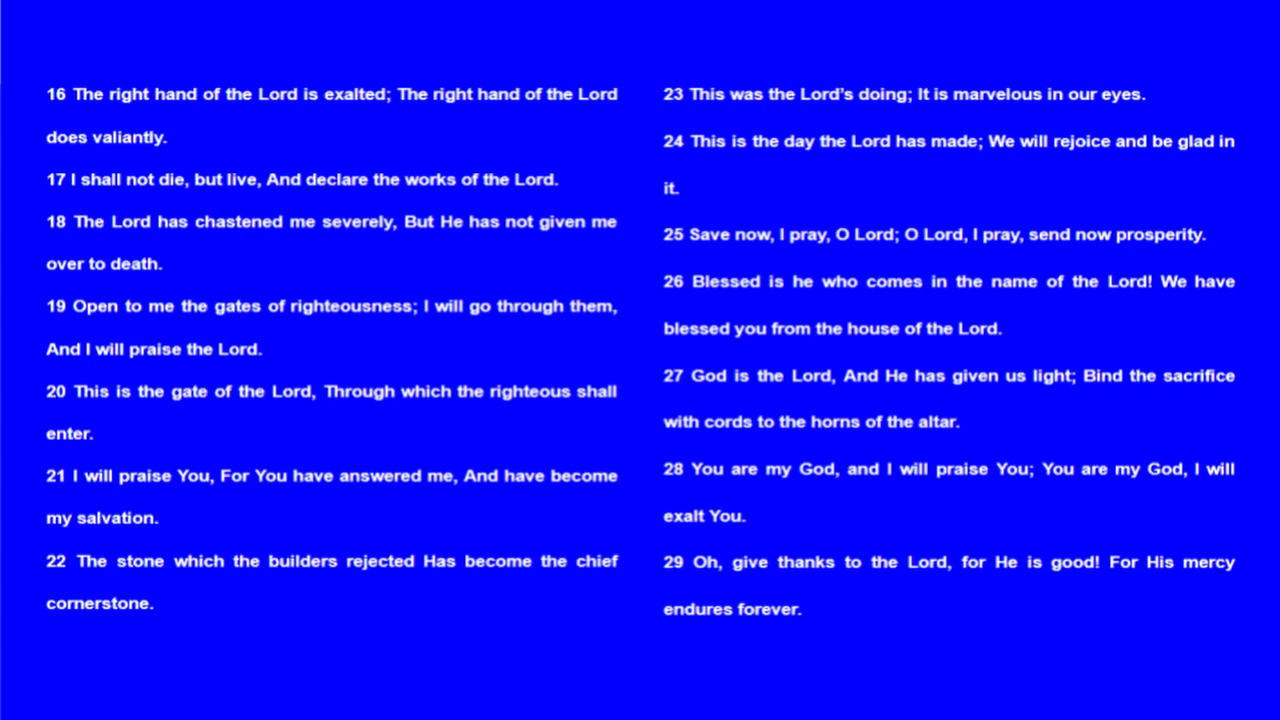 16 The right hand of the Lord is exalted; The right hand of the Lord
does valiantly.
17 I shall not die, but live, And declare the works of the Lord.
18 The Lord has chastened me severely, But He has not given me
over to death.
19 Open to me the gates of righteousness; I will go through them,
And I will praise the Lord.
20 This is the gate of the Lord, Through which the righteous shall
enter.
21 I will praise You, For You have answered me, And have become
my salvation.
22 The stone which the builders rejected Has become the chief
cornerstone.
23 This was the Lord’s doing; It is marvelous in our eyes.
24 This is the day the Lord has made; We will rejoice and be glad in
it.
25 Save now, I pray, O Lord; O Lord, I pray, send now prosperity.
26 Blessed is he who comes in the name of the Lord! We have
blessed you from the house of the Lord.
27 God is the Lord, And He has given us light; Bind the sacrifice
with cords to the horns of the altar.
28 You are my God, and I will praise You; You are my God, I will
exalt You.
29 Oh, give thanks to the Lord, for He is good! For His mercy
endures forever.